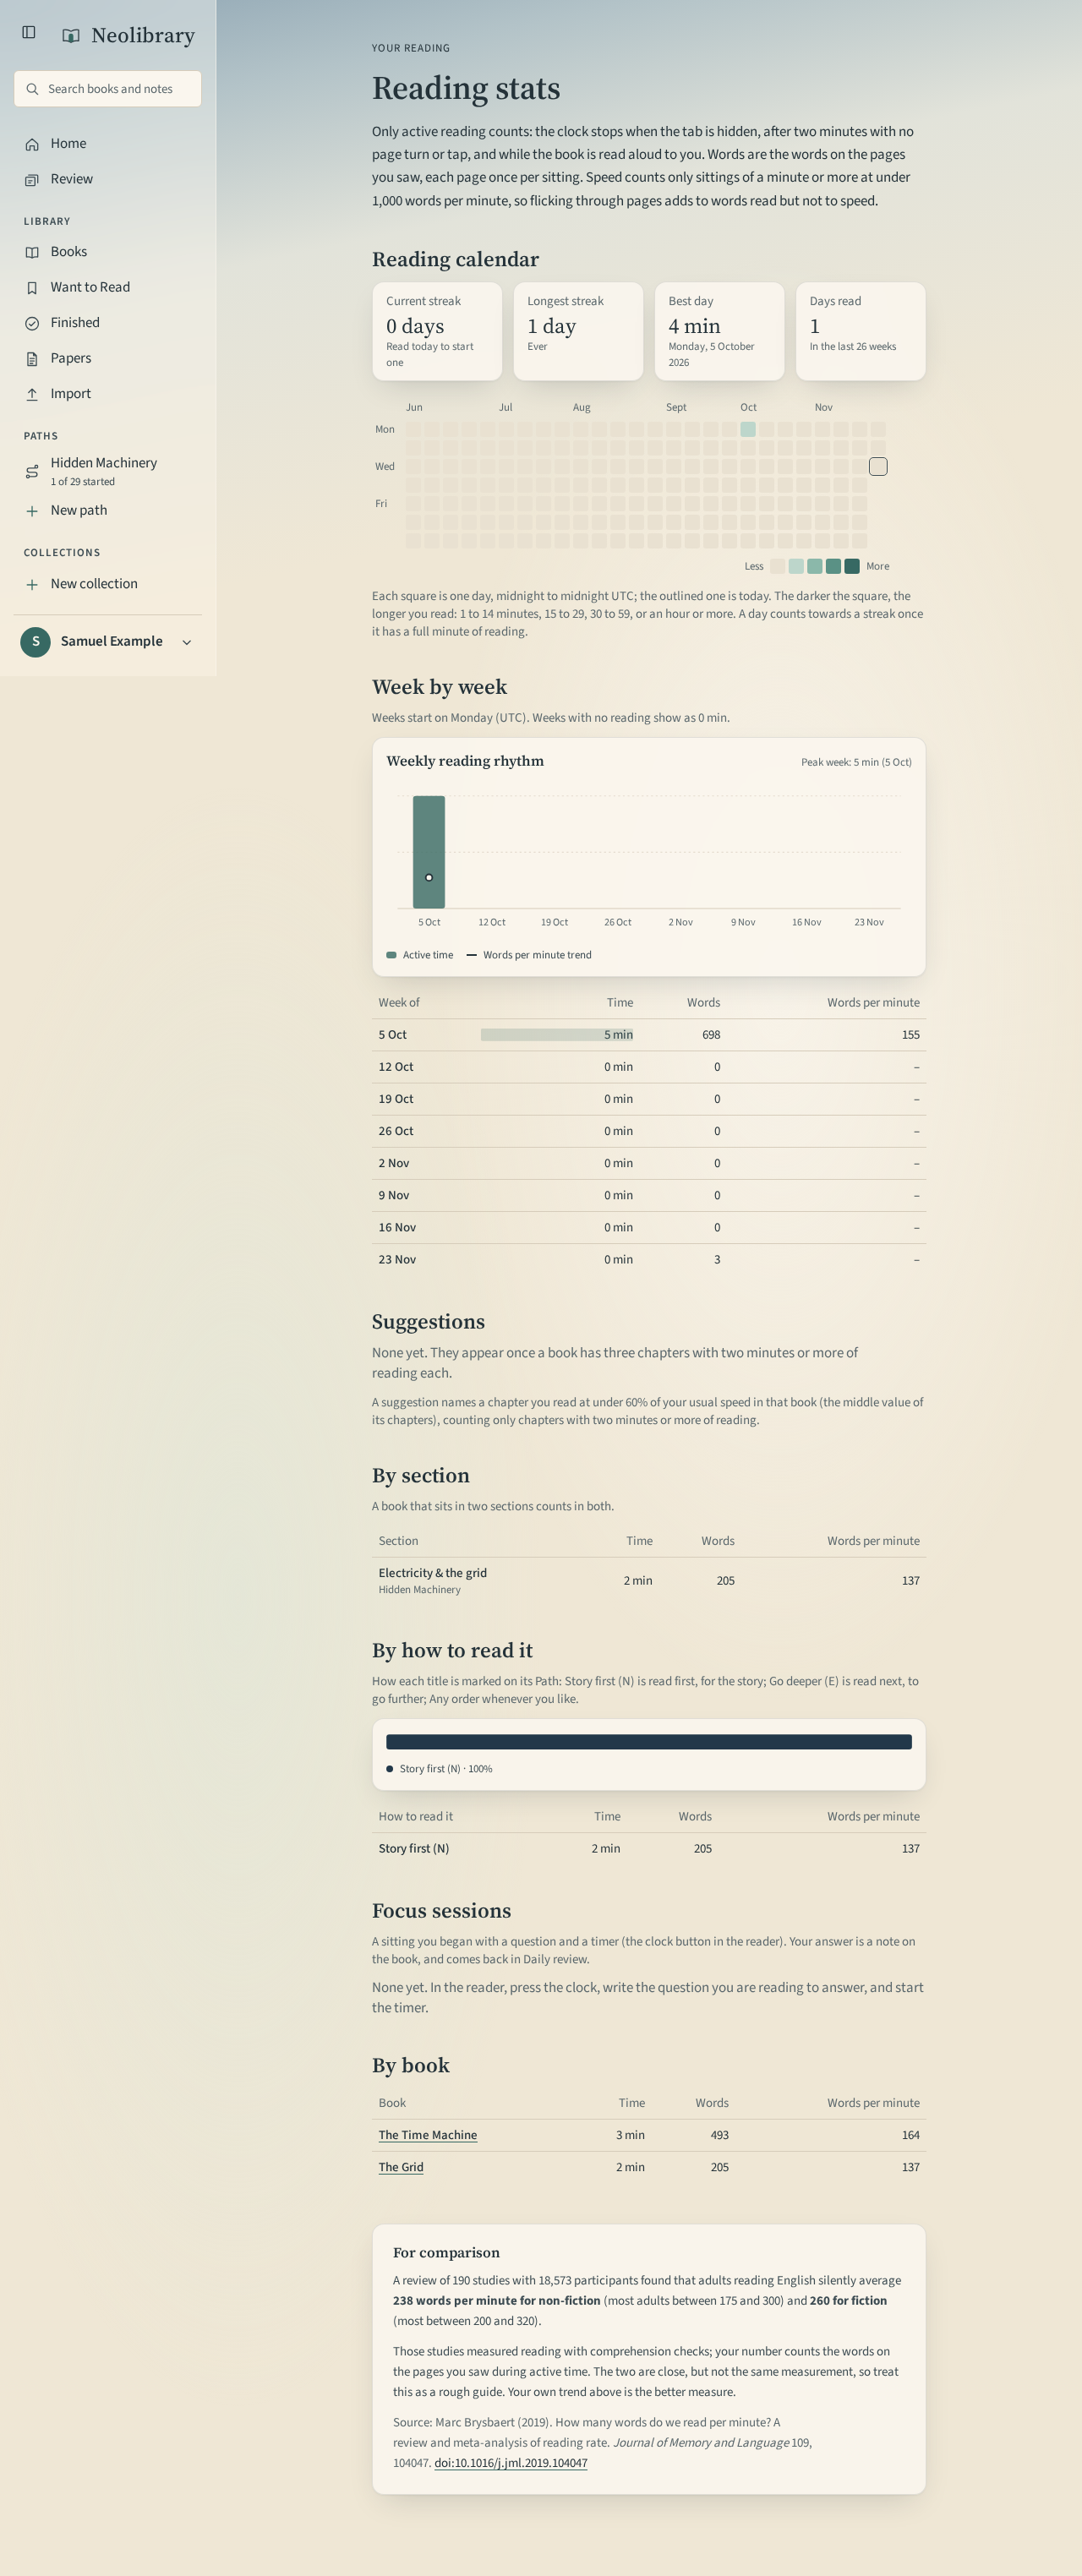 Neolibrary
Search books and notes
Home
Review
LIBRARY
Books
Want to Read
Finished
Papers
Import
PATHS
Hidden Machinery
1 of 29 started
New path
COLLECTIONS
New collection
S Samuel Example
YOUR READING
Reading stats
Only active reading counts: the clock stops when the tab is hidden, after two minutes with no
page turn or tap, and while the book is read aloud to you. Words are the words on the pages
you saw, each page once per sitting. Speed counts only sittings of a minute or more at under
1,000 words per minute, so flicking through pages adds to words read but not to speed.
Reading calendar
Current streak
0 days
Read today to start
one
Longest streak
1 day
Ever
Best day
4 min
Monday, 5 October
2026
Days read
1
In the last 26 weeks
Jun Jul Aug Sept Oct Nov
Mon
Wed
Fri
Less More
Each square is one day, midnight to midnight UTC; the outlined one is today. The darker the square, the
longer you read: 1 to 14 minutes, 15 to 29, 30 to 59, or an hour or more. A day counts towards a streak once
it has a full minute of reading.
Week by week
Weeks start on Monday (UTC). Weeks with no reading show as 0 min.
Weekly reading rhythm Peak week: 5 min (5 Oct)
5 Oct 12 Oct 19 Oct 26 Oct 2 Nov 9 Nov 16 Nov 23 Nov
Active time Words per minute trend
Week of Time Words Words per minute
5 Oct 5 min 698 155
12 Oct 0 min 0 –
19 Oct 0 min 0 –
26 Oct 0 min 0 –
2 Nov 0 min 0 –
9 Nov 0 min 0 –
16 Nov 0 min 0 –
23 Nov 0 min 3 –
Suggestions
None yet. They appear once a book has three chapters with two minutes or more of
reading each.
A suggestion names a chapter you read at under 60% of your usual speed in that book (the middle value of
its chapters), counting only chapters with two minutes or more of reading.
By section
A book that sits in two sections counts in both.
Section Time Words Words per minute
Electricity & the grid 2 min 205 137
Hidden Machinery
By how to read it
How each title is marked on its Path: Story first (N) is read first, for the story; Go deeper (E) is read next, to
go further; Any order whenever you like.
Story first (N) · 100%
How to read it Time Words Words per minute
Story first (N) 2 min 205 137
Focus sessions
A sitting you began with a question and a timer (the clock button in the reader). Your answer is a note on
the book, and comes back in Daily review.
None yet. In the reader, press the clock, write the question you are reading to answer, and start
the timer.
By book
Book Time Words Words per minute
The Time Machine 3 min 493 164
The Grid 2 min 205 137
For comparison
A review of 190 studies with 18,573 participants found that adults reading English silently average
238 words per minute for non-fiction (most adults between 175 and 300) and 260 for fiction
(most between 200 and 320).
Those studies measured reading with comprehension checks; your number counts the words on
the pages you saw during active time. The two are close, but not the same measurement, so treat
this as a rough guide. Your own trend above is the better measure.
Source: Marc Brysbaert (2019). How many words do we read per minute? A
review and meta-analysis of reading rate. Journal of Memory and Language 109,
104047. doi:10.1016/j.jml.2019.104047